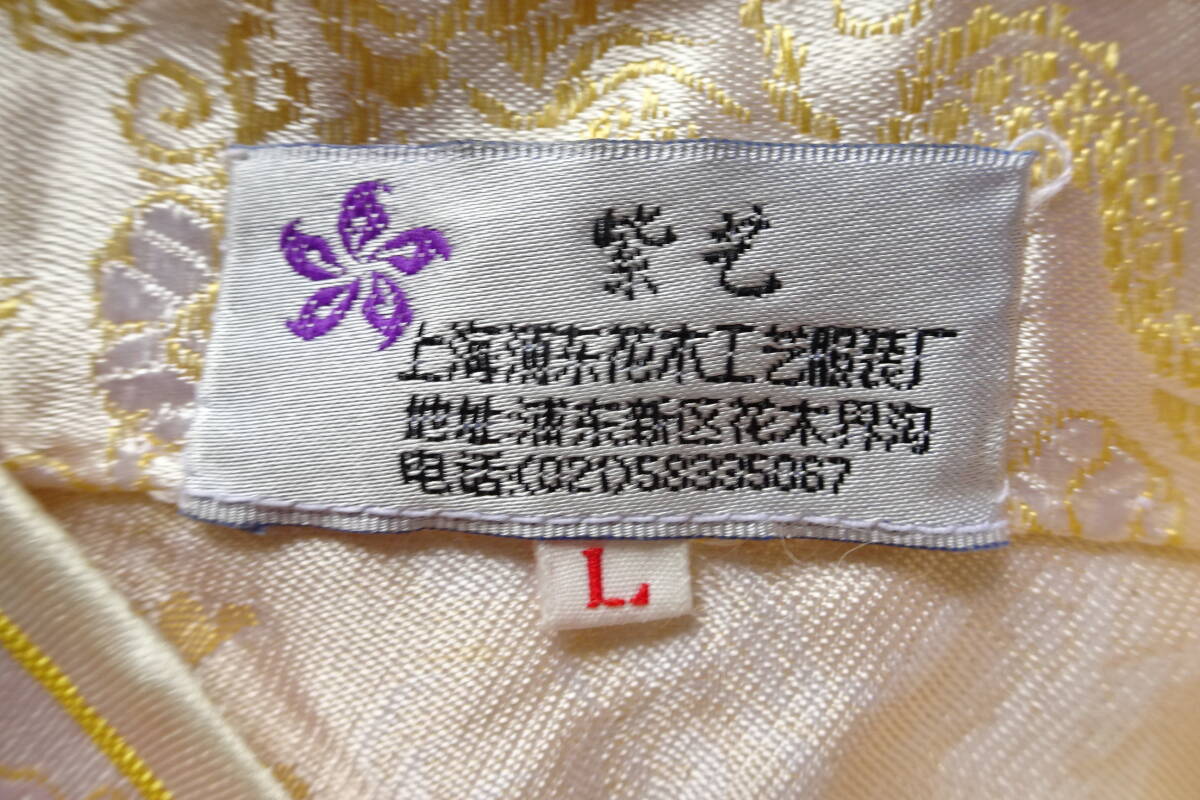 紫艺
上海浦东花木工艺服装厂
地址:浦东新区花木界沟
电话:(021)58335067
L